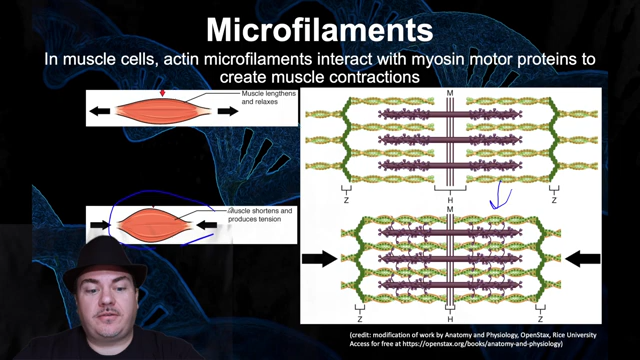 Microfilaments
In muscle cells, actin microfilaments interact with myosin motor proteins to
create muscle contractions
Muscle lengthens
and relaxes
M
Z
H
Z
Muscle shortens and
produces tension
M
Z
H
Z
(credit: modification of work by Anatomy and Physiology, OpenStax, Rice University
Access for free at https://openstax.org/books/anatomy-and-physiology)